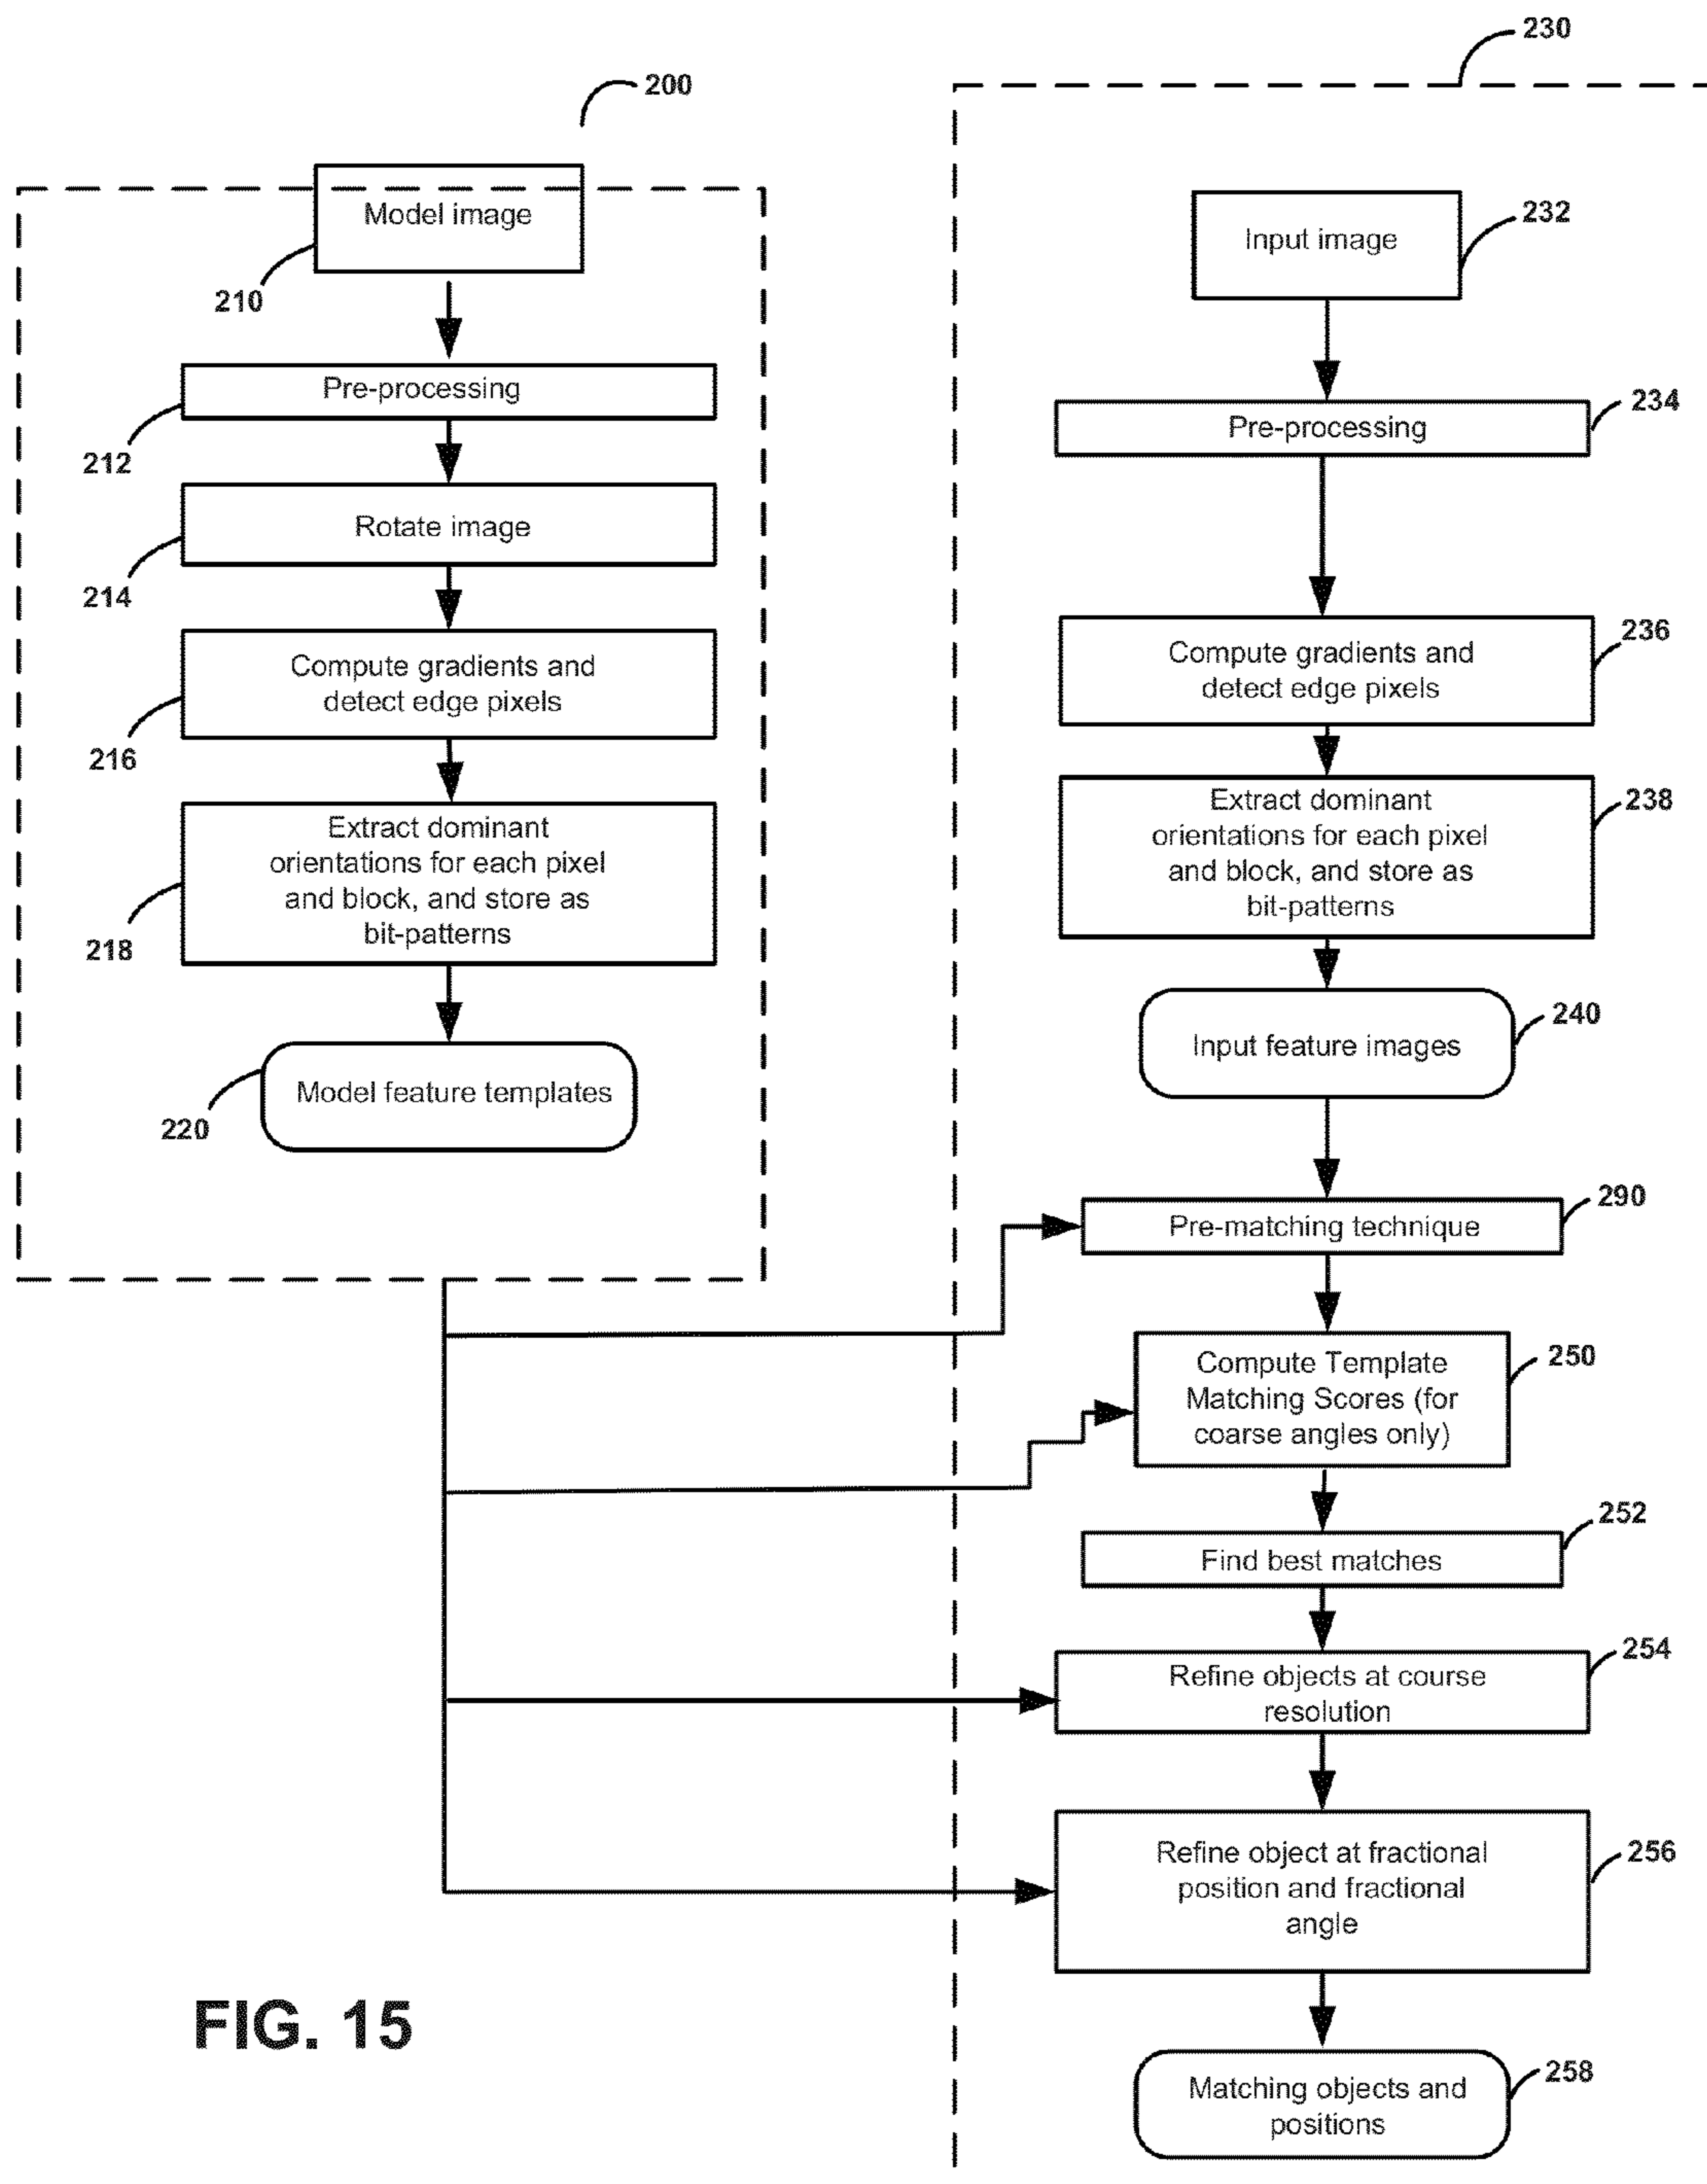 200
Model image
210
Pre-processing
212
Rotate image
214
Compute gradients and
detect edge pixels
216
Extract dominant
orientations for each pixel
and block, and store as
bit-patterns
218
Model feature templates
220
230
Input image
232
Pre-processing
234
Compute gradients and
detect edge pixels
236
Extract dominant
orientations for each pixel
and block, and store as
bit-patterns
238
Input feature images
240
Pre-matching technique
290
Compute Template
Matching Scores (for
coarse angles only)
250
Find best matches
252
Refine objects at course
resolution
254
Refine object at fractional
position and fractional
angle
256
Matching objects and
positions
258
FIG. 15